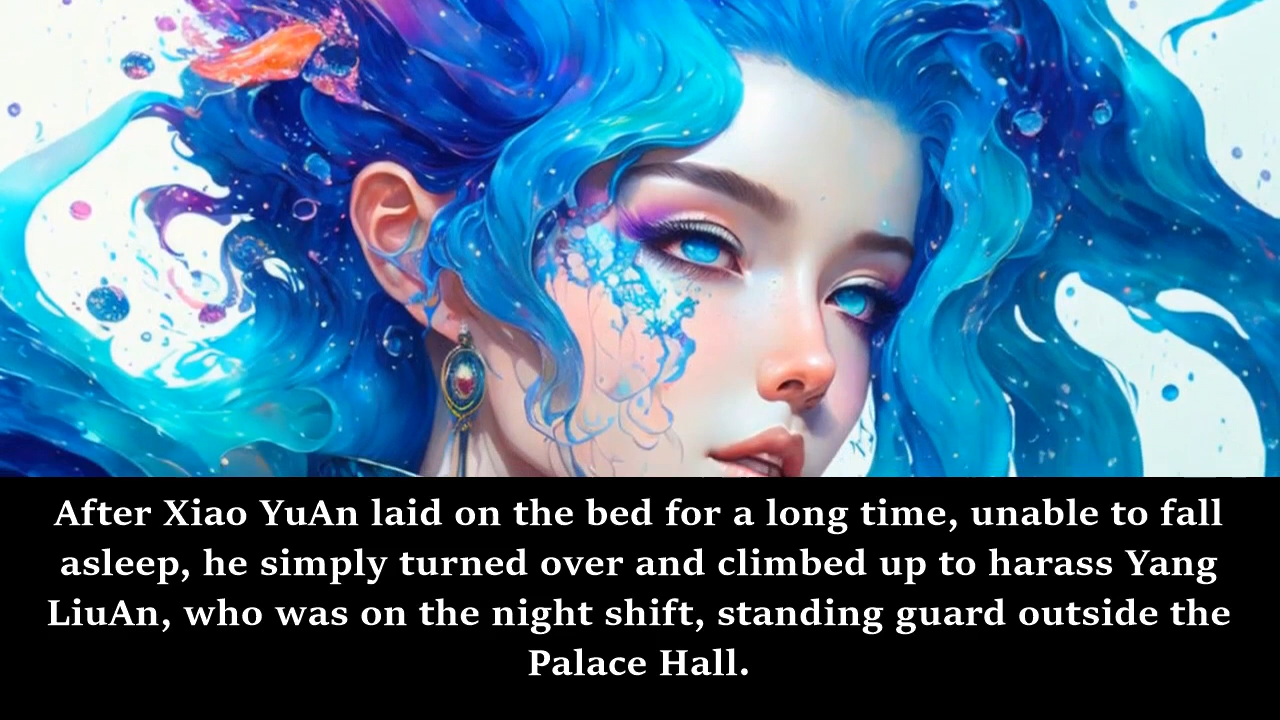 After Xiao YuAn laid on the bed for a long time, unable to fall
asleep, he simply turned over and climbed up to harass Yang
LiuAn, who was on the night shift, standing guard outside the
Palace Hall.